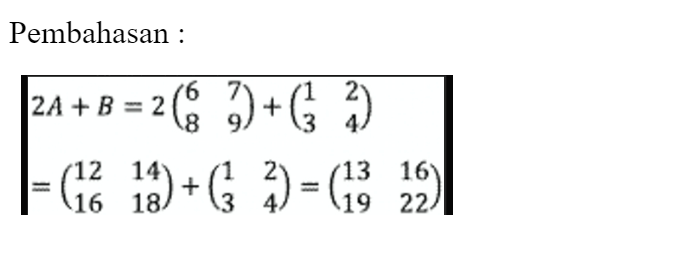 Pembahasan :
2A + B = 2 (6 7 8 9) + (1 2 3 4)
= (12 14 16 18) + (1 2 3 4) = (13 16 19 22)